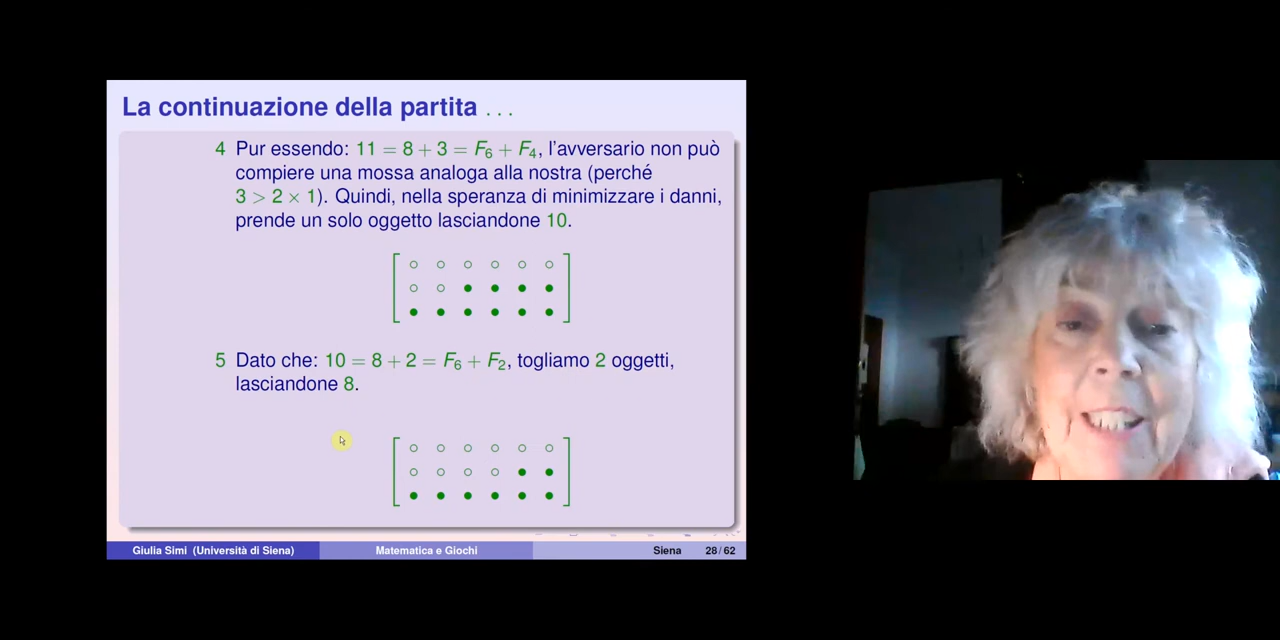 La continuazione della partita . . .
4 Pur essendo: 11 = 8 + 3 = F₆ + F₄, l'avversario non può
compiere una mossa analoga alla nostra (perché
3 > 2 × 1). Quindi, nella speranza di minimizzare i danni,
prende un solo oggetto lasciandone 10.
5 Dato che: 10 = 8 + 2 = F₆ + F₂, togliamo 2 oggetti,
lasciandone 8.
Giulia Simi (Università di Siena) Matematica e Giochi Siena 28/62